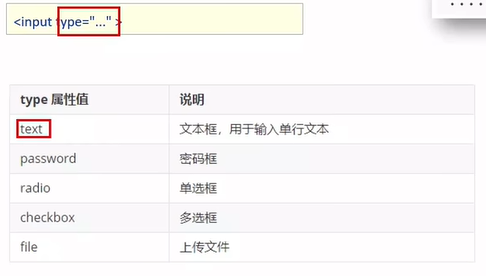 <input type="..." >
type 属性值 说明
text 文本框，用于输入单行文本
password 密码框
radio 单选框
checkbox 多选框
file 上传文件